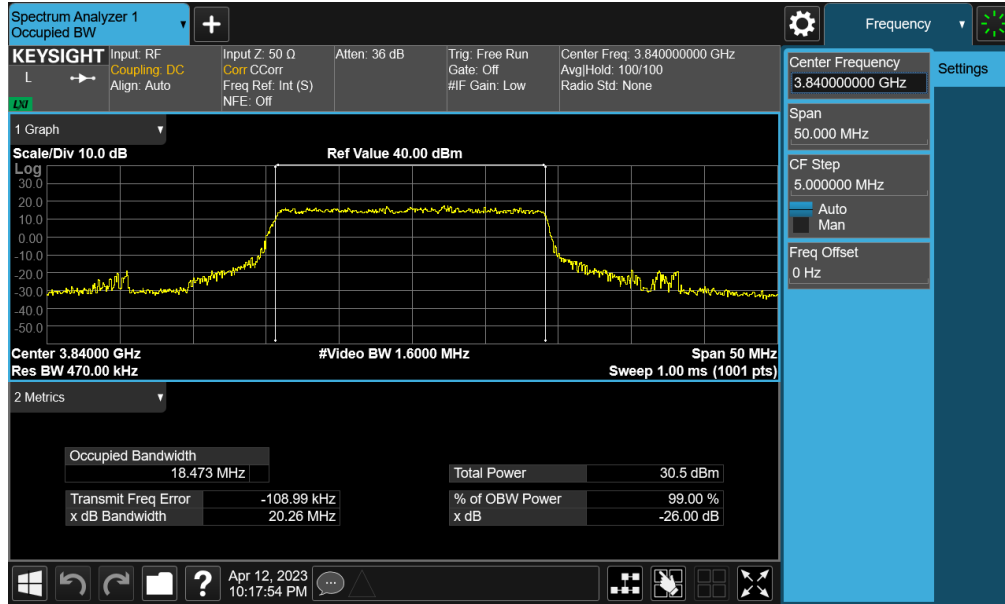 Spectrum Analyzer 1
Occupied BW
Frequency
KEYSIGHT
L
LXI
Input: RF
Coupling: DC
Align: Auto
Input Z: 50 Ω
Corr CCorr
Freq Ref: Int (S)
NFE: Off
Atten: 36 dB
Trig: Free Run
Gate: Off
#IF Gain: Low
Center Freq: 3.840000000 GHz
Avg|Hold: 100/100
Radio Std: None
1 Graph
Scale/Div 10.0 dB
Ref Value 40.00 dBm
Log
30.0
20.0
10.0
0.00
-10.0
-20.0
-30.0
-40.0
-50.0
Center 3.84000 GHz
#Video BW 1.6000 MHz
Span 50 MHz
Res BW 470.00 kHz
Sweep 1.00 ms (1001 pts)
2 Metrics
Occupied Bandwidth
18.473 MHz
Total Power 30.5 dBm
Transmit Freq Error -108.99 kHz
% of OBW Power 99.00 %
x dB Bandwidth 20.26 MHz
x dB -26.00 dB
Center Frequency
3.840000000 GHz
Settings
Span
50.000 MHz
CF Step
5.000000 MHz
Auto
Man
Freq Offset
0 Hz
?
Apr 12, 2023
10:17:54 PM